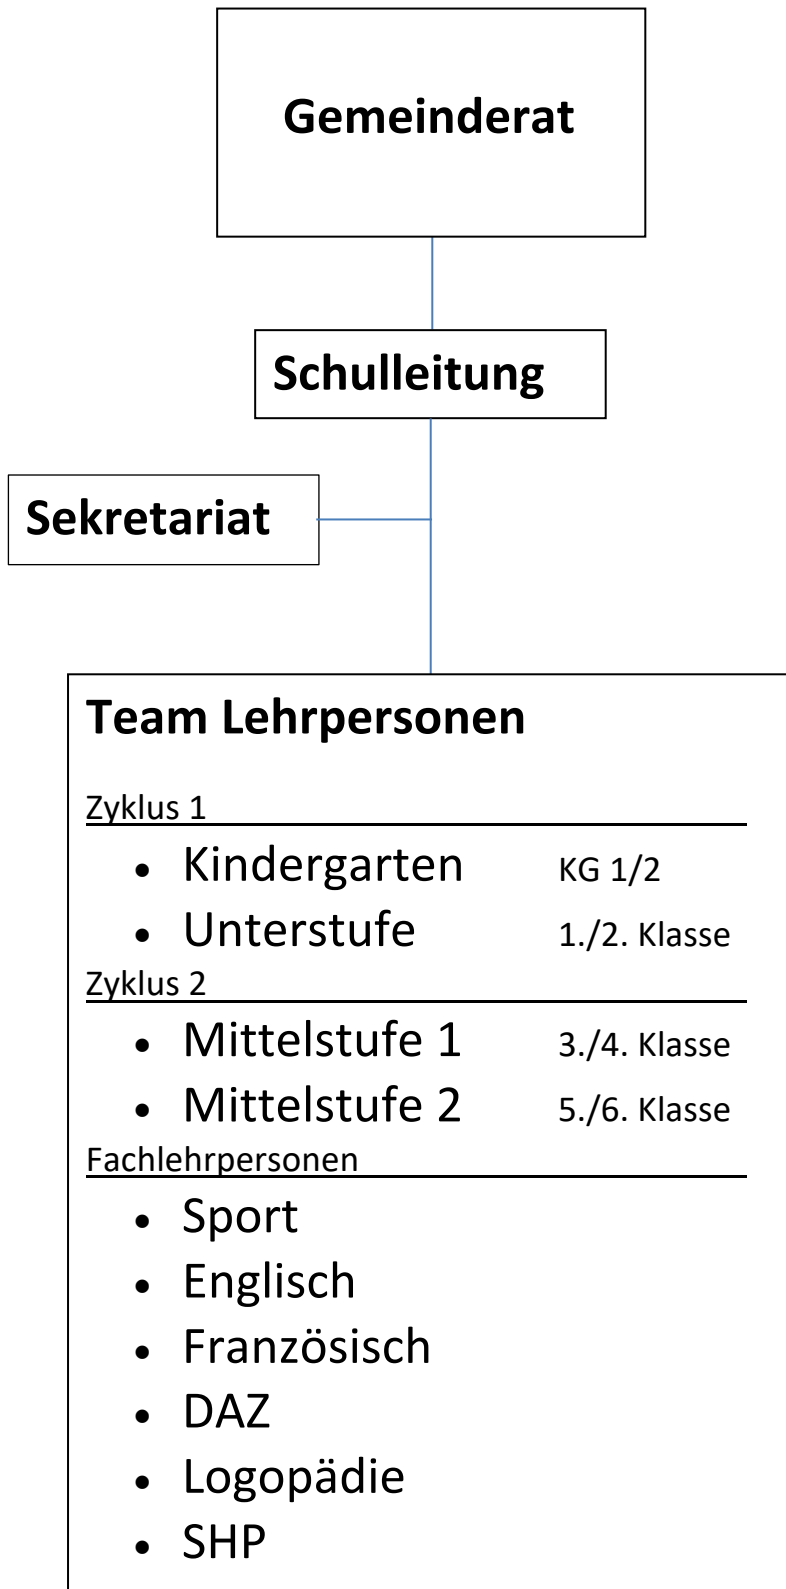 Gemeinderat
Schulleitung
Sekretariat
Team Lehrpersonen
Zyklus 1
• Kindergarten KG 1/2
• Unterstufe 1./2. Klasse
Zyklus 2
• Mittelstufe 1 3./4. Klasse
• Mittelstufe 2 5./6. Klasse
Fachlehrpersonen
• Sport
• Englisch
• Französisch
• DAZ
• Logopädie
• SHP